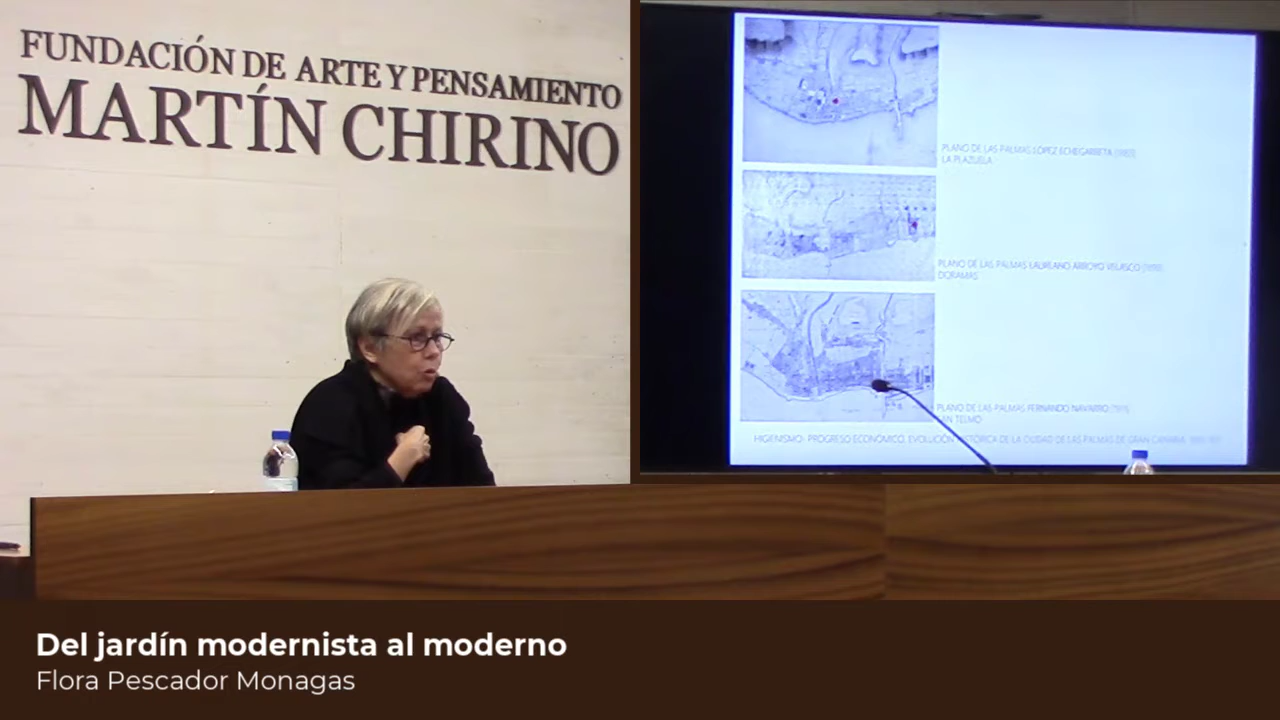 FUNDACIÓN DE ARTE Y PENSAMIENTO
MARTÍN CHIRINO
PLANO DE LAS PALMAS LÓPEZ ECHEGARRETA
LA PLAZUELA
PLANO DE LAS PALMAS LAUREANO ARROYO VELASCO
DORAMAS
PLANO DE LAS PALMAS FERNANDO NAVARRO
AN TELMO
HIGIENISMO- PROGRESO ECONÓMICO. EVOLUCIÓN HISTÓRICA DE LA CIUDAD DE LAS PALMAS DE GRAN CANARIA
Del jardín modernista al moderno
Flora Pescador Monagas